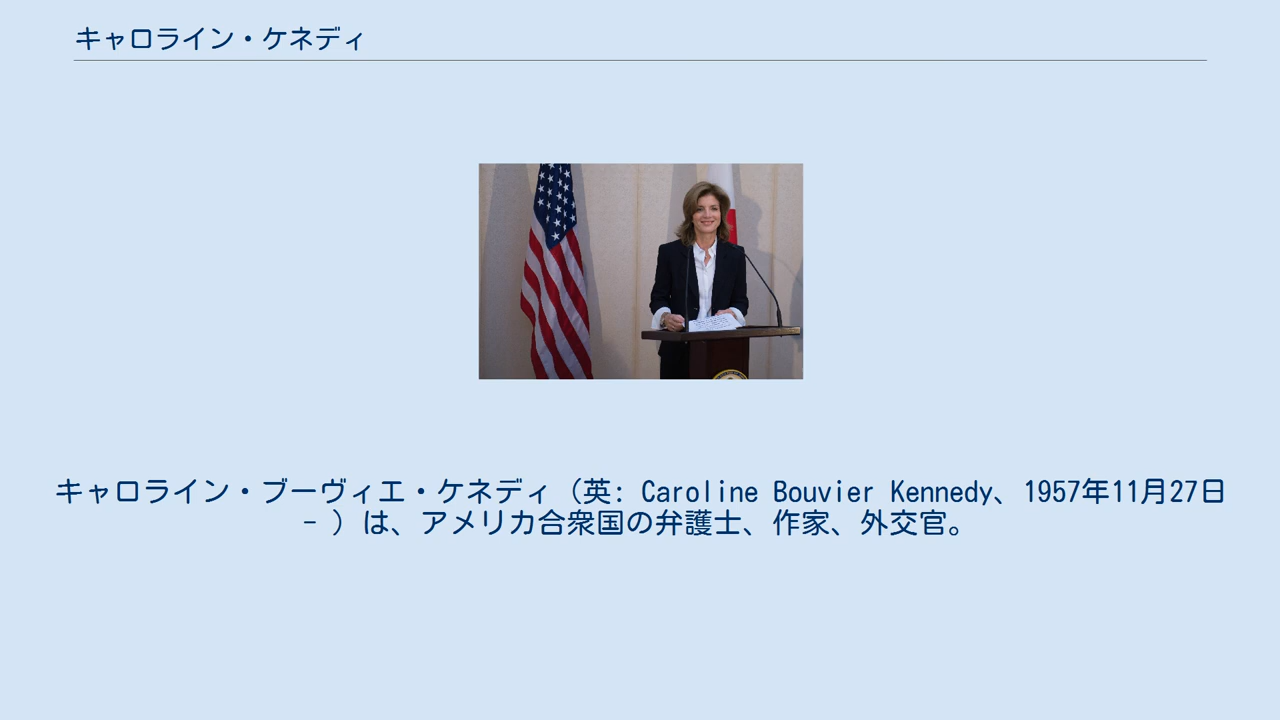 キャロライン・ケネディ
キャロライン・ブーヴィエ・ケネディ（英: Caroline Bouvier Kennedy、1957年11月27日
- ）は、アメリカ合衆国の弁護士、作家、外交官。